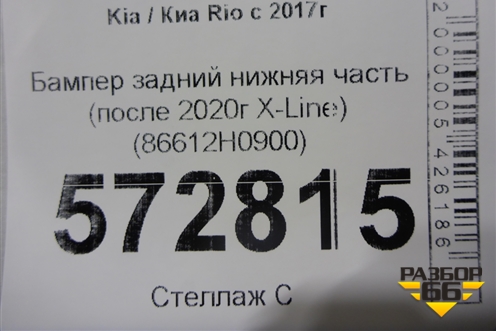 Kia / Киа Rio с 2017г
Бампер задний нижняя часть
(после 2020г X-Line)
(86612H0900)
572815
Стеллаж С
2000005426186
РАЗБОР
66